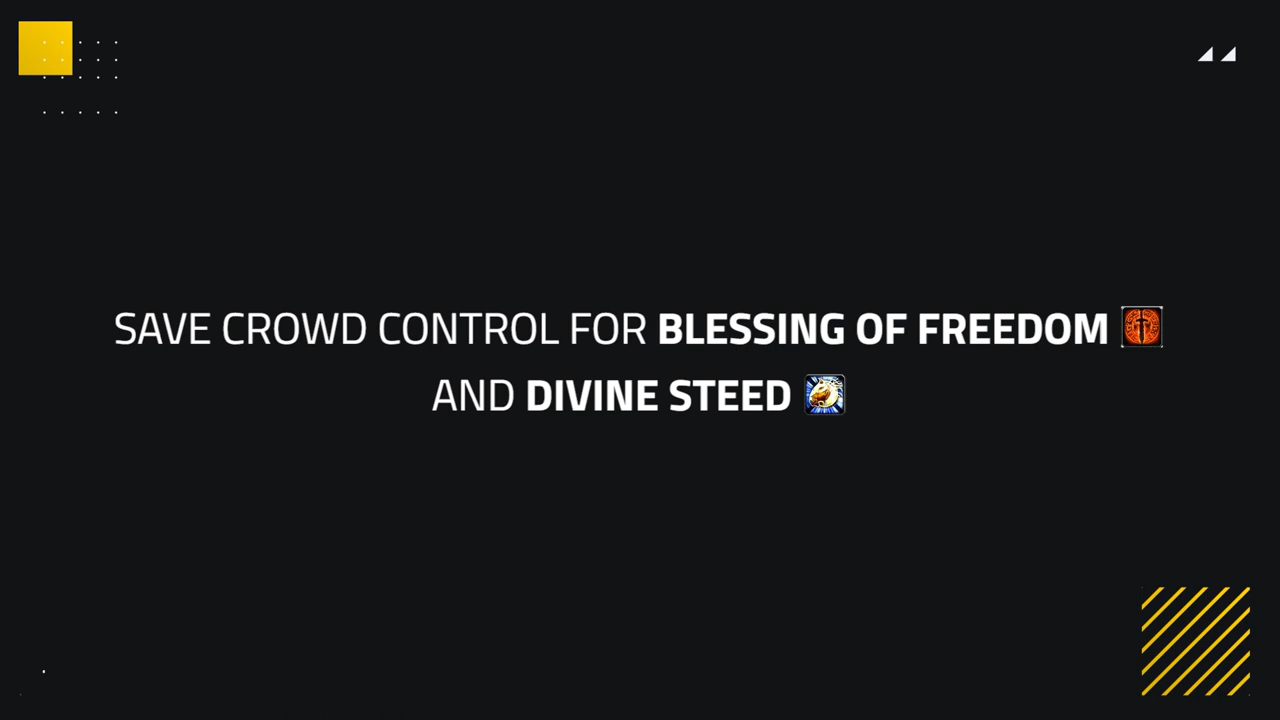 SAVE CROWD CONTROL FOR BLESSING OF FREEDOM
AND DIVINE STEED